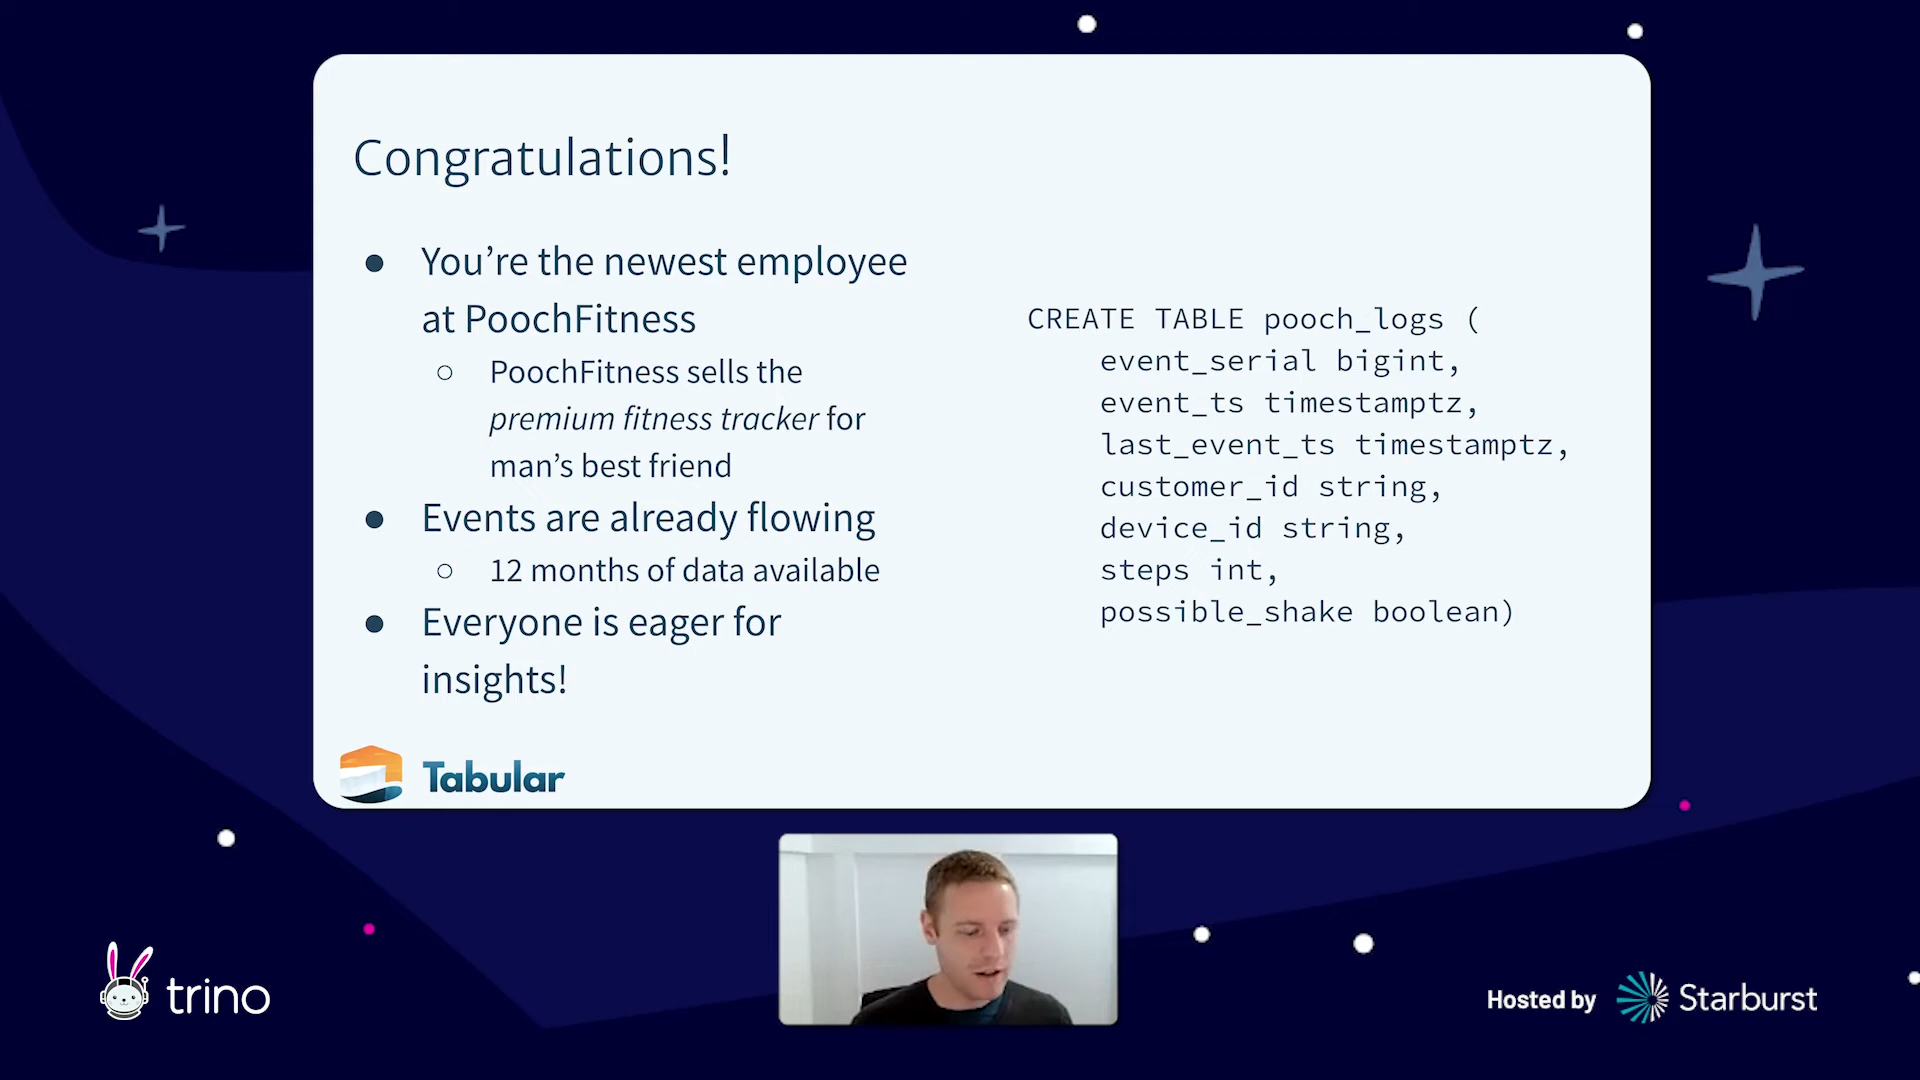 Congratulations!
● You’re the newest employee
at PoochFitness
○ PoochFitness sells the
premium fitness tracker for
man’s best friend
● Events are already flowing
○ 12 months of data available
● Everyone is eager for
insights!
CREATE TABLE pooch_logs (
event_serial bigint,
event_ts timestamptz,
last_event_ts timestamptz,
customer_id string,
device_id string,
steps int,
possible_shake boolean)
Tabular
trino
Hosted by Starburst